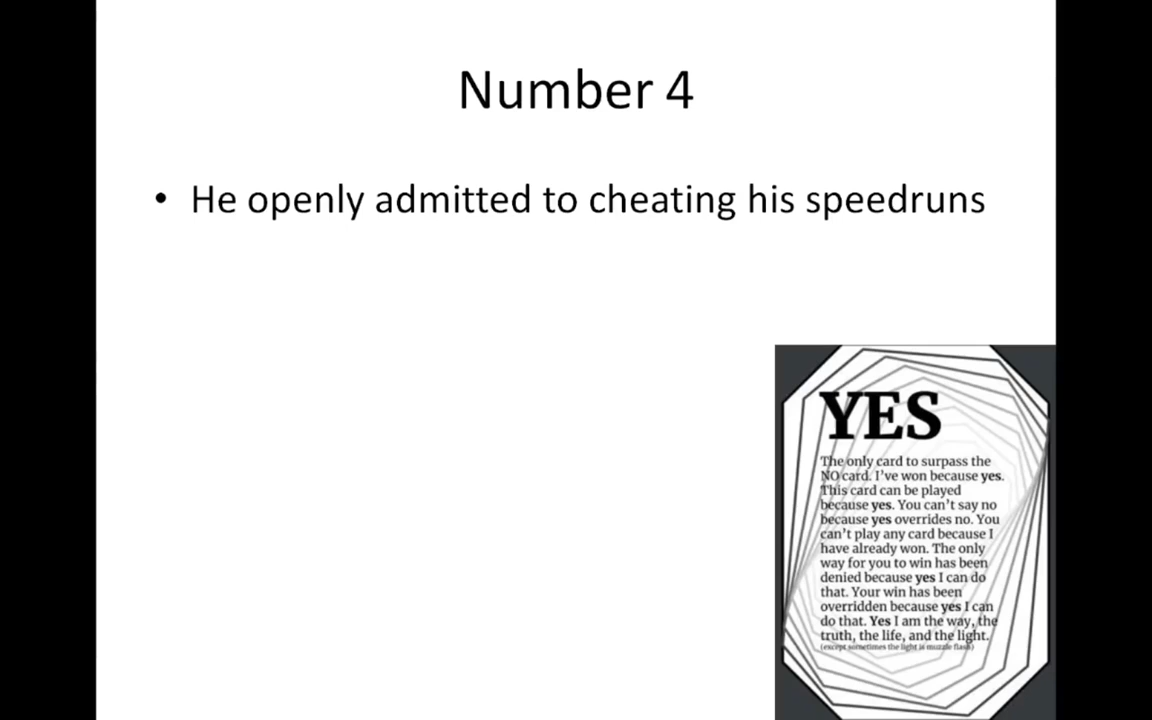 Number 4
• He openly admitted to cheating his speedruns
YES
The only card to surpass the
NO card. I've won because yes.
This card can be played
because yes. You can't say no
because yes overrides no. You
can't play any card because I
have already won. The only
way for you to win has been
denied because yes I can do
that. Your win has been
overridden because yes I can
do that. Yes I am the way, the
truth, the life, and the light.
(except sometimes the light is muzzle flash)